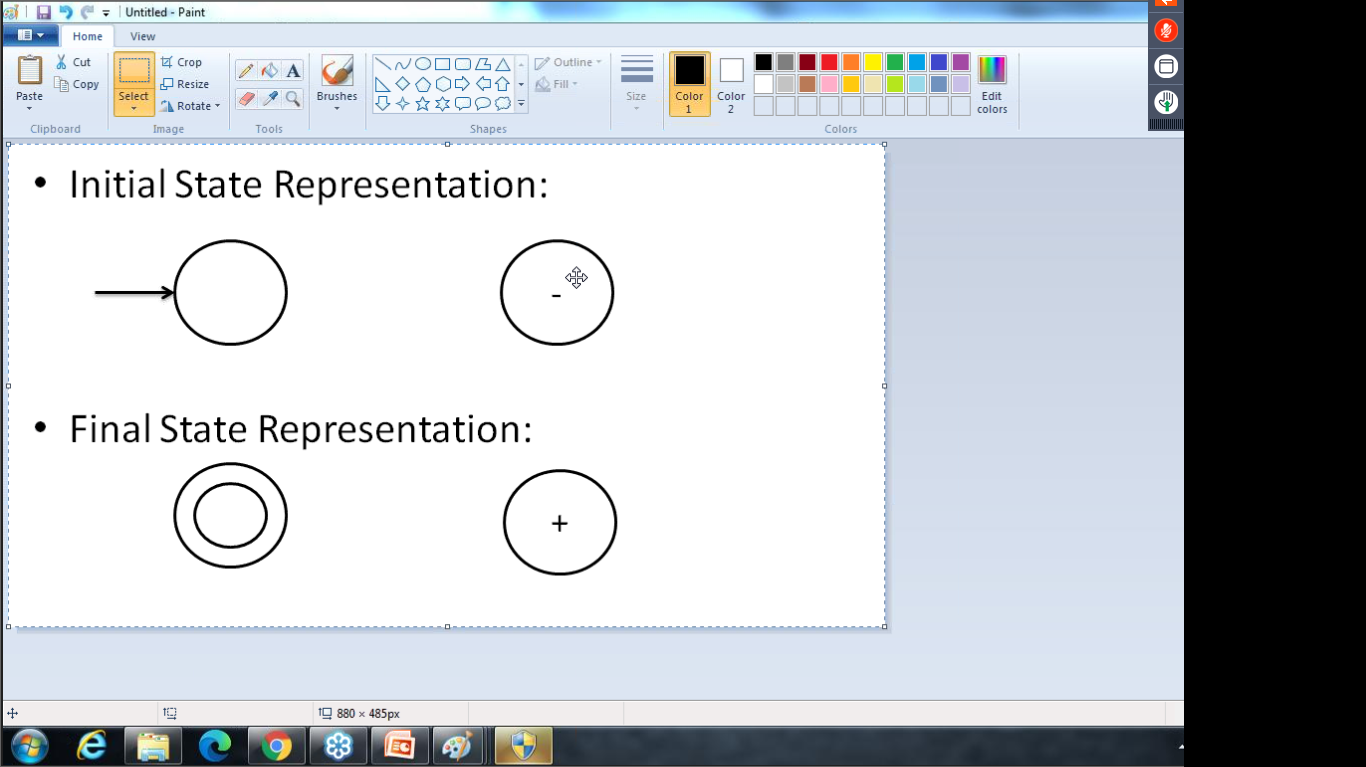 Untitled - Paint
Home View
Cut
Copy
Paste
Clipboard
Select
Crop
Resize
Rotate
Image
A
Tools
Brushes
Shapes
Outline
Fill
Size
Color
1
Color
2
Edit
colors
Colors
• Initial State Representation:
-
• Final State Representation:
+
880 × 485px